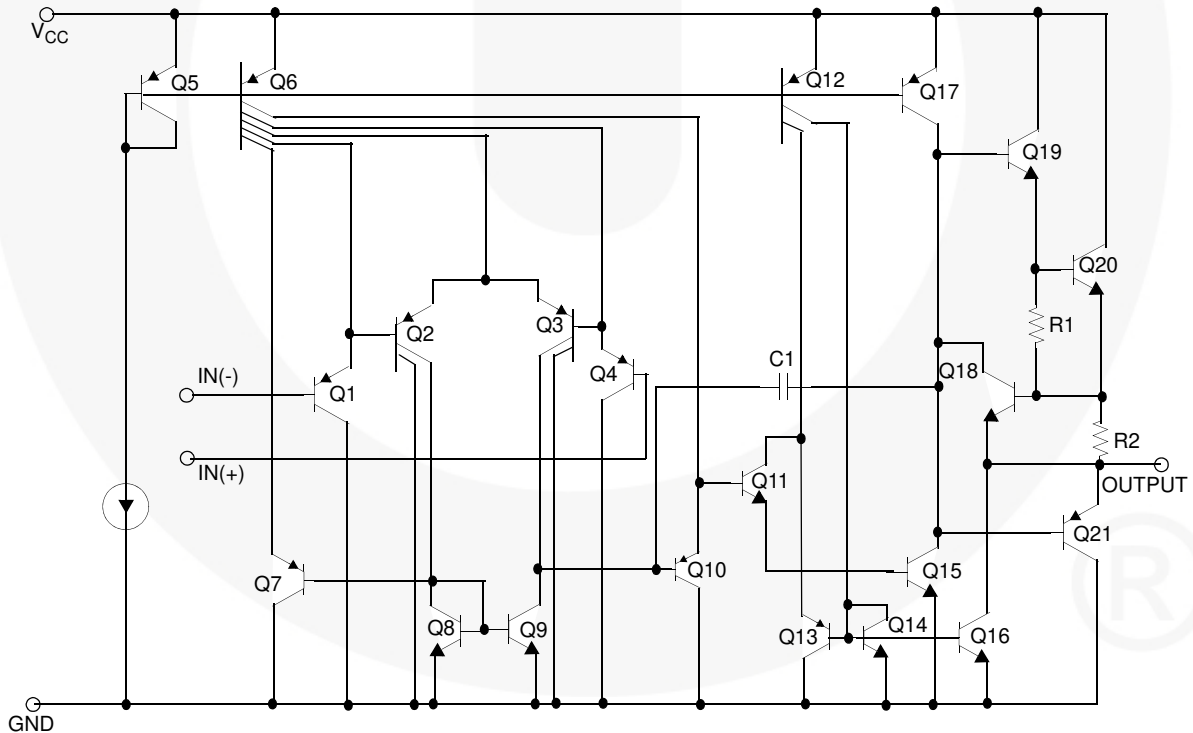 VCC
Q5
Q6
Q12
Q17
Q19
Q20
Q2
Q3
R1
C1
Q18
IN(-)
Q1
Q4
R2
IN(+)
Q11
OUTPUT
Q21
Q7
Q10
Q15
Q8
Q9
Q13
Q14
Q16
GND
®